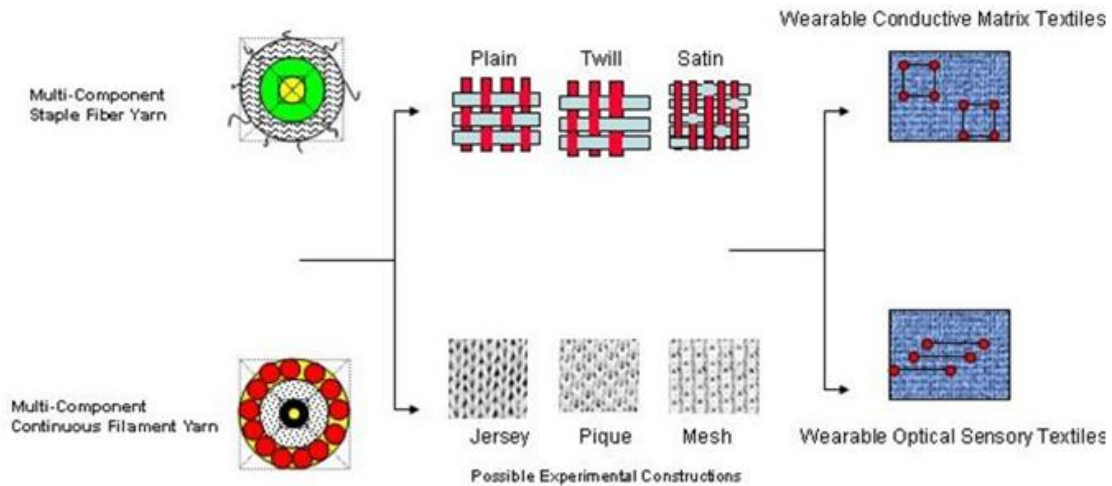 Wearable Conductive Matrix Textiles
Plain Twill Satin
Multi-Component
Staple Fiber Yarn
Multi-Component
Continuous Filament Yarn
Jersey Pique Mesh
Wearable Optical Sensory Textiles
Possible Experimental Constructions